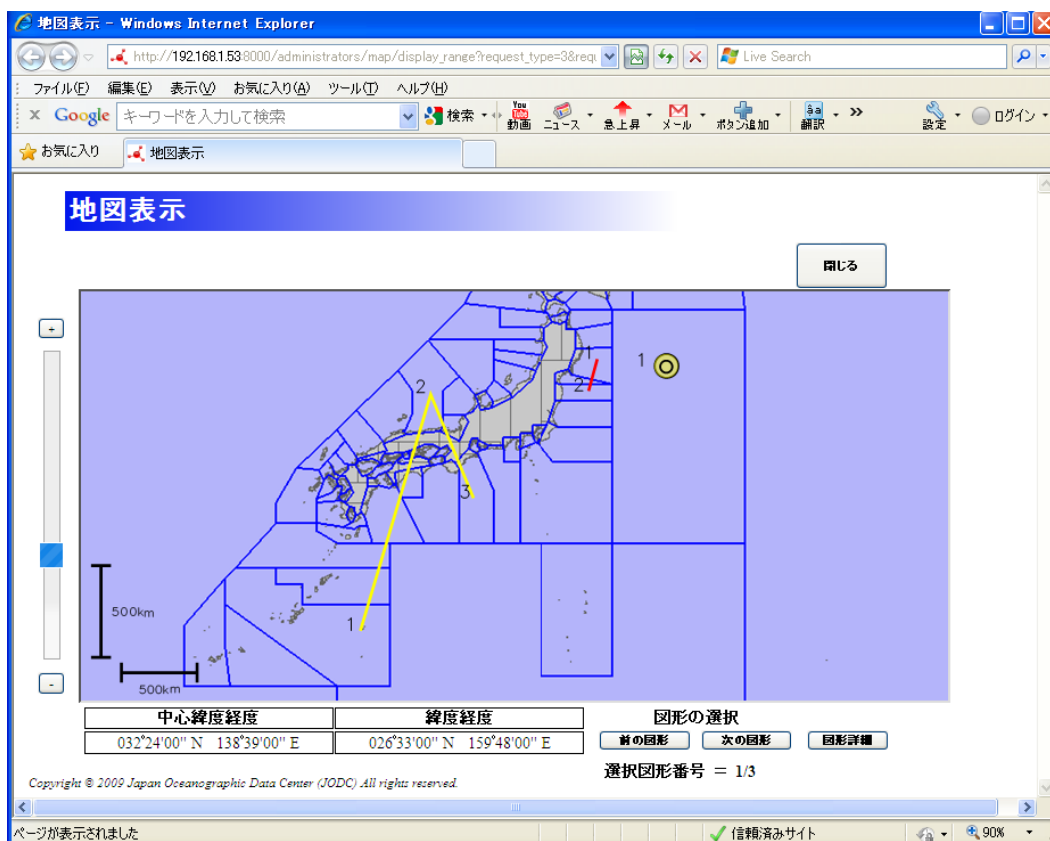 地図表示 - Windows Internet Explorer
http://192.168.1.53:8000/administrators/map/display_range?request_type=3&requ
Live Search
ファイル(F) 編集(E) 表示(V) お気に入り(A) ツール(T) ヘルプ(H)
x Google キーワードを入力して検索 検索 You Tube 動画 ニュース 急上昇 メール ボタン追加 翻訳 » 設定 ログイン
お気に入り 地図表示
地図表示
閉じる
+
1
1
2
2
3
500km
1
500km
-
中心緯度経度 緯度経度 図形の選択
032°24'00" N 138°39'00" E 026°33'00" N 159°48'00" E 前の図形 次の図形 図形詳細
選択図形番号 = 1/3
Copyright © 2009 Japan Oceanographic Data Center (JODC) All rights reserved.
ページが表示されました 信頼済みサイト 90%